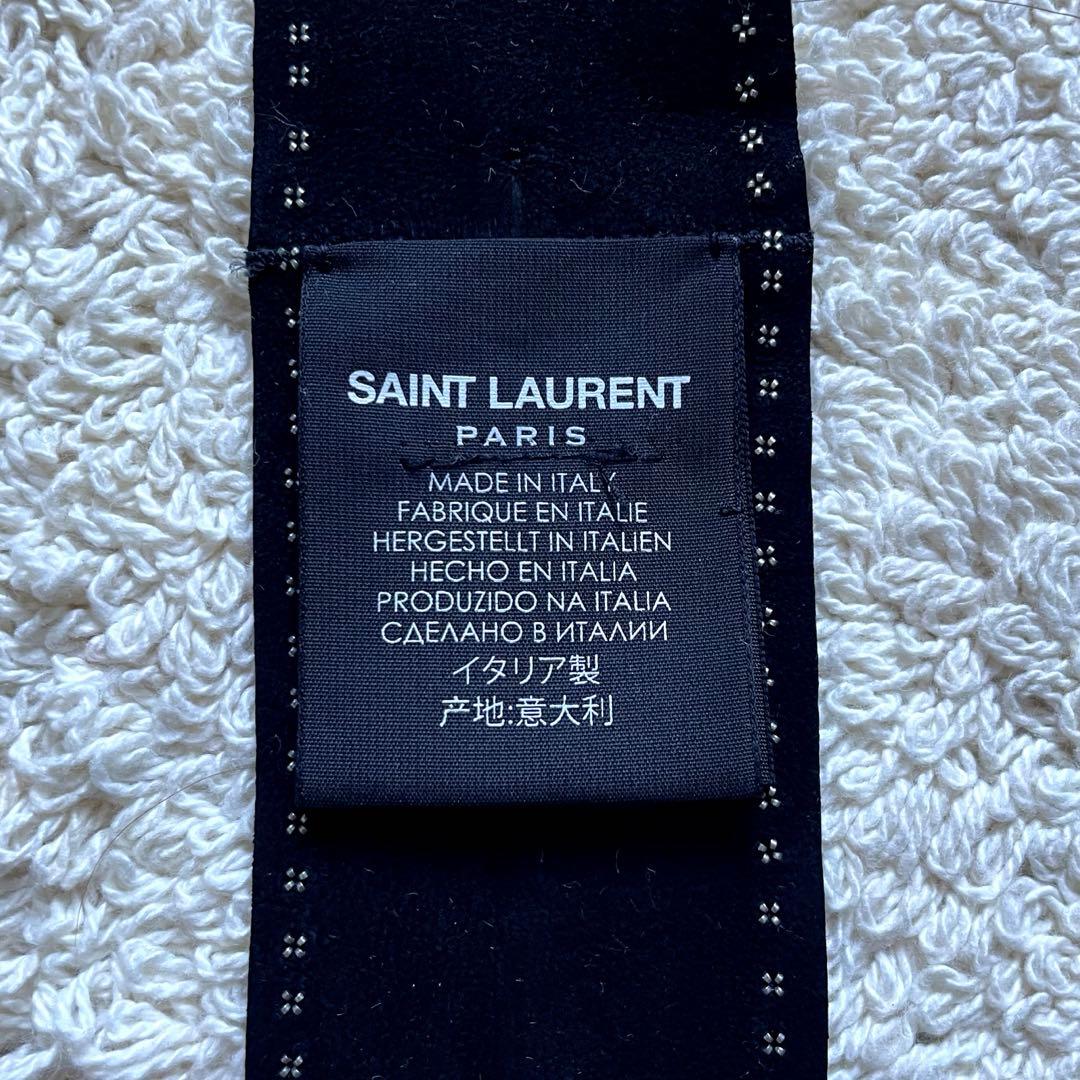 SAINT LAURENT
PARIS
MADE IN ITALY
FABRIQUE EN ITALIE
HERGESTELLT IN ITALIEN
HECHO EN ITALIA
PRODUZIDO NA ITALIA
СДЕЛАНО В ИТАЛИИ
イタリア製
产地:意大利